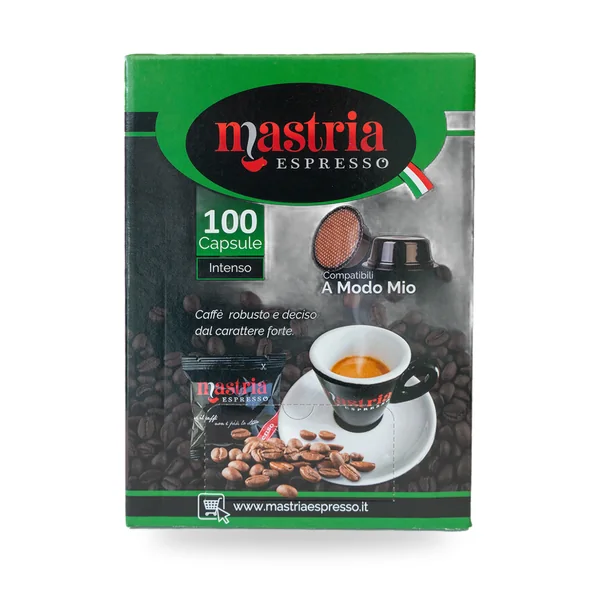 mastria
ESPRESSO
100
Capsule
Intenso
Compatibili
A Modo Mio
Caffè robusto e deciso
dal carattere forte.
mastria
ESPRESSO
mastria
ESPRESSO
www.mastriaespresso.it